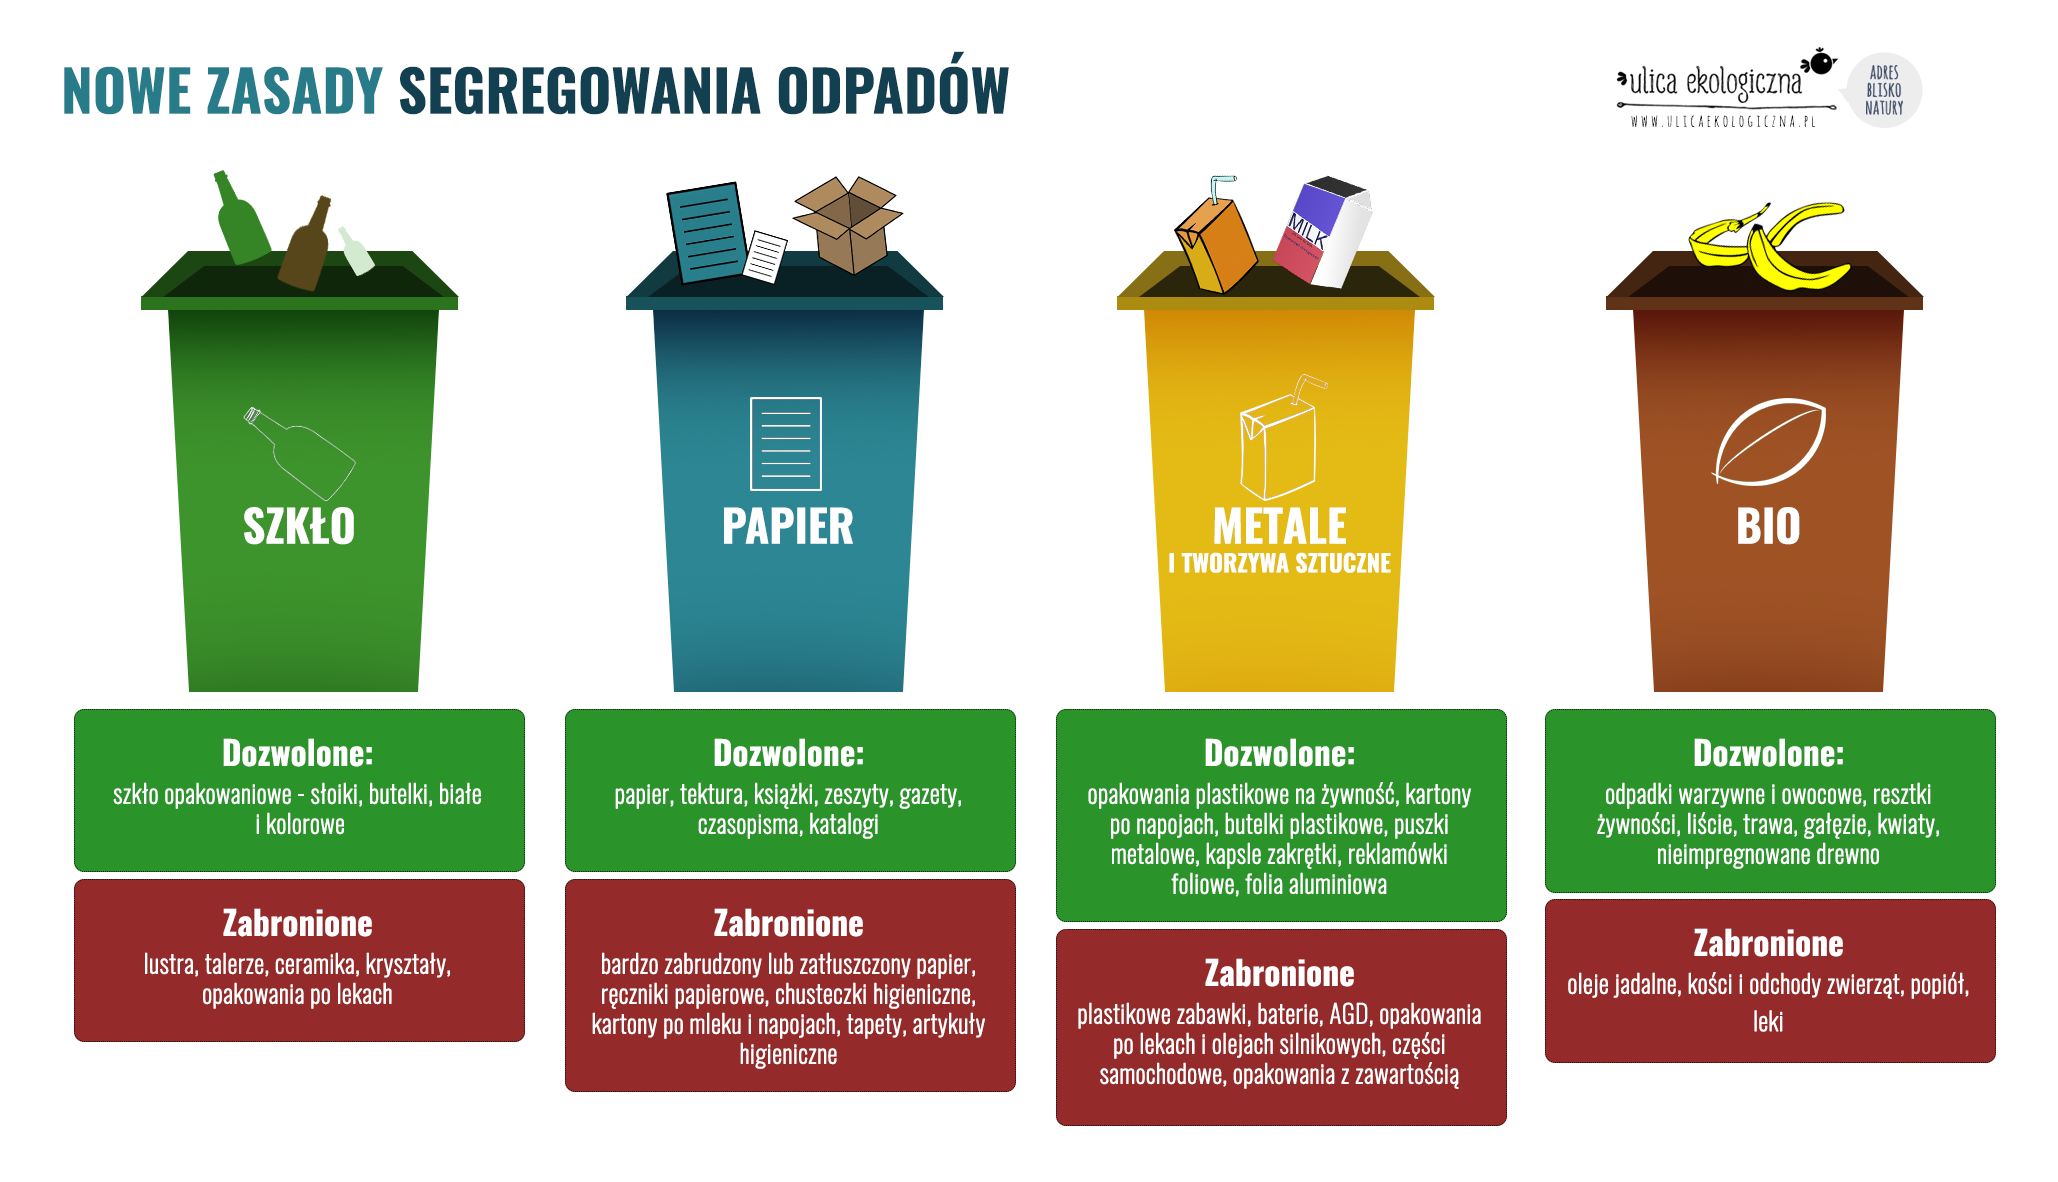 NOWE ZASADY SEGREGOWANIA ODPADÓW
ulica ekologiczna
WWW.ULICAEKOLOGICZNA.PL
ADRES
BLISKO
NATURY
MILK
SZKŁO
PAPIER
METALE
I TWORZYWA SZTUCZNE
BIO
Dozwolone:
szkło opakowaniowe - słoiki, butelki, białe
i kolorowe
Zabronione
lustra, talerze, ceramika, kryształy,
opakowania po lekach
Dozwolone:
papier, tektura, książki, zeszyty, gazety,
czasopisma, katalogi
Zabronione
bardzo zabrudzony lub zatłuszczony papier,
ręczniki papierowe, chusteczki higieniczne,
kartony po mleku i napojach, tapety, artykuły
higieniczne
Dozwolone:
opakowania plastikowe na żywność, kartony
po napojach, butelki plastikowe, puszki
metalowe, kapsle zakrętki, reklamówki
foliowe, folia aluminiowa
Zabronione
plastikowe zabawki, baterie, AGD, opakowania
po lekach i olejach silnikowych, części
samochodowe, opakowania z zawartością
Dozwolone:
odpadki warzywne i owocowe, resztki
żywności, liście, trawa, gałęzie, kwiaty,
nieimpregnowane drewno
Zabronione
oleje jadalne, kości i odchody zwierząt, popiół,
leki